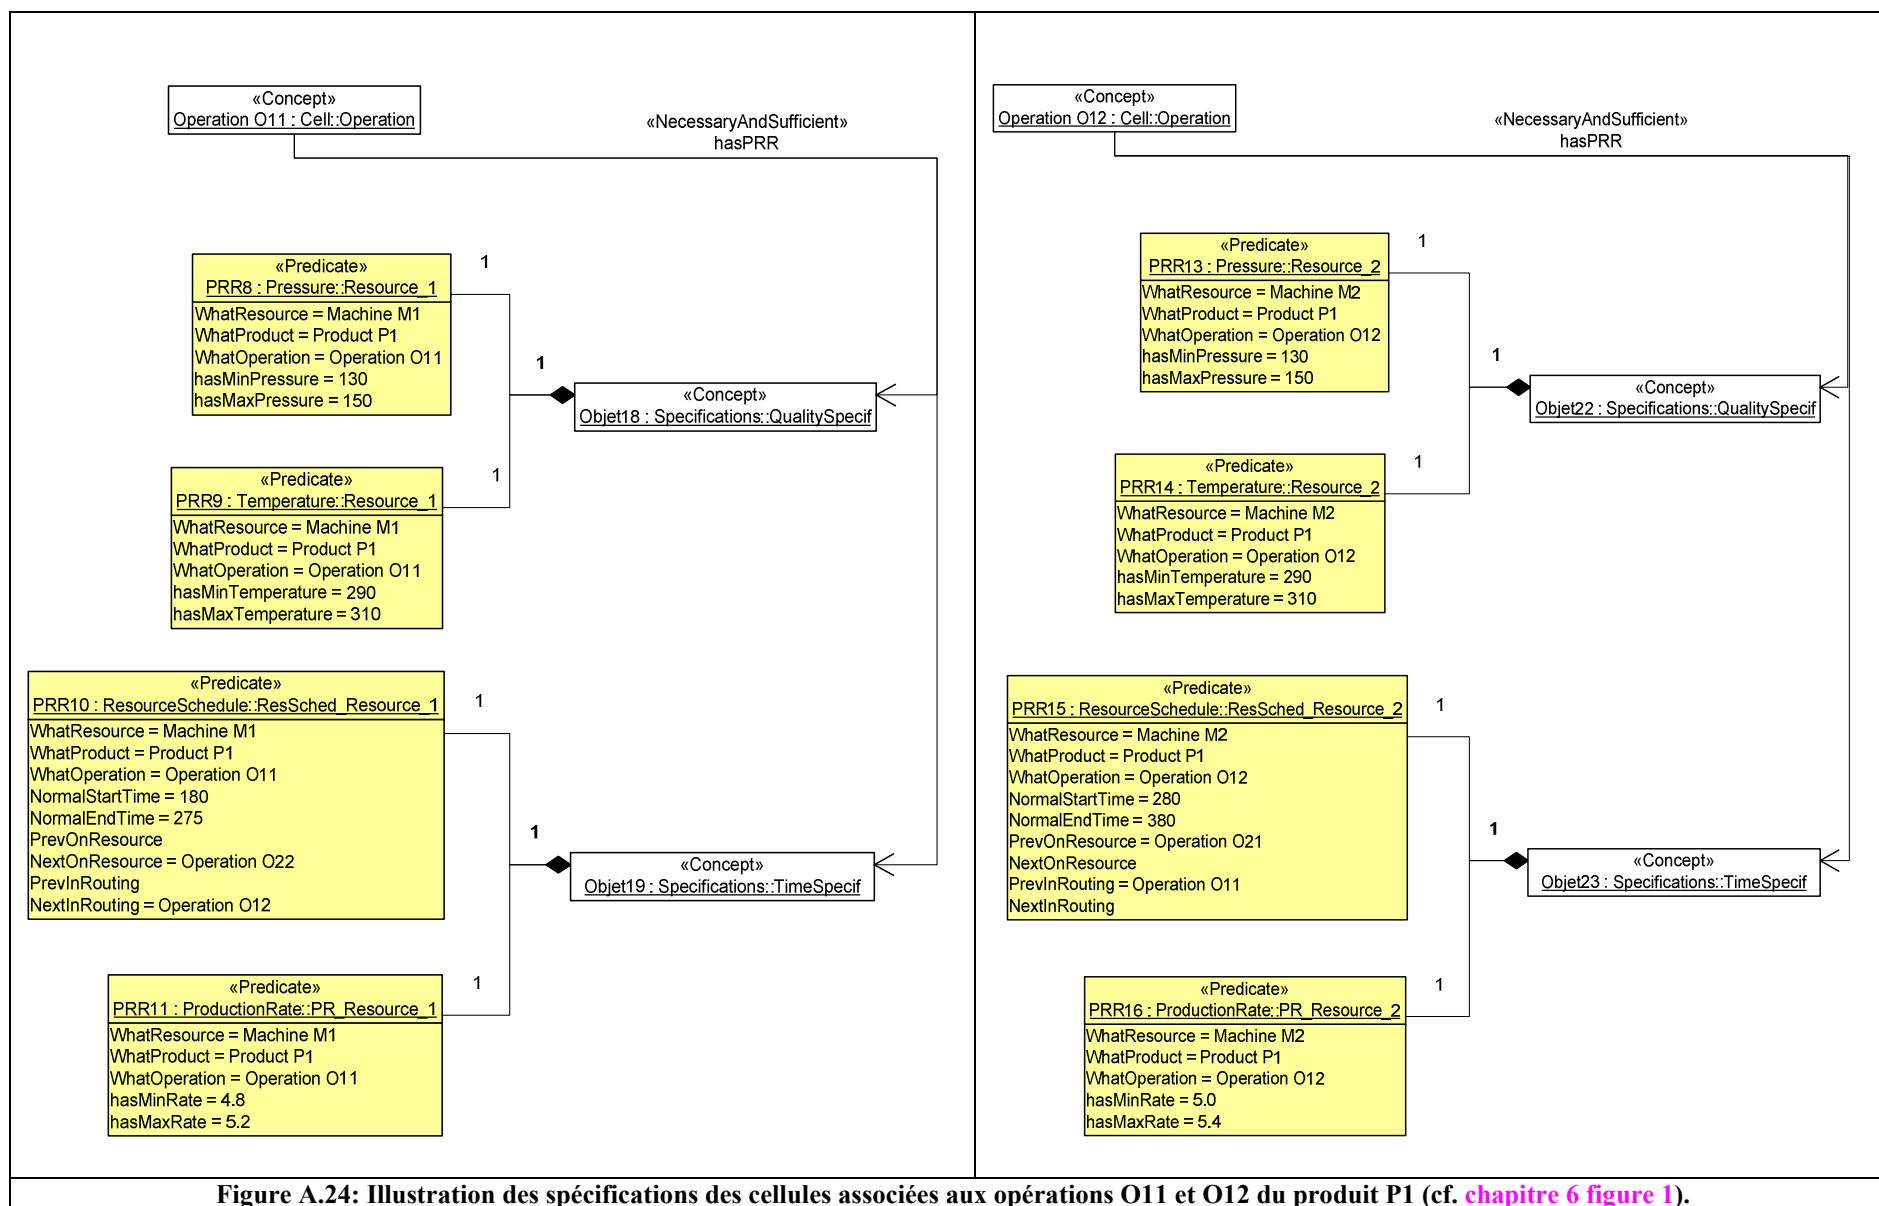 «Concept»
Operation O11 : Cell::Operation
«NecessaryAndSufficient»
hasPRR
«Predicate»
PRR8 : Pressure::Resource_1
WhatResource = Machine M1
WhatProduct = Product P1
WhatOperation = Operation O11
hasMinPressure = 130
hasMaxPressure = 150
1
1
«Concept»
Objet18 : Specifications::QualitySpecif
«Predicate»
PRR9 : Temperature::Resource_1
WhatResource = Machine M1
WhatProduct = Product P1
WhatOperation = Operation O11
hasMinTemperature = 290
hasMaxTemperature = 310
1
«Predicate»
PRR10 : ResourceSchedule::ResSched_Resource_1
WhatResource = Machine M1
WhatProduct = Product P1
WhatOperation = Operation O11
NormalStartTime = 180
NormalEndTime = 275
PrevOnResource
NextOnResource = Operation O22
PrevInRouting
NextInRouting = Operation O12
1
1
«Concept»
Objet19 : Specifications::TimeSpecif
«Predicate»
PRR11 : ProductionRate::PR_Resource_1
WhatResource = Machine M1
WhatProduct = Product P1
WhatOperation = Operation O11
hasMinRate = 4.8
hasMaxRate = 5.2
1
«Concept»
Operation O12 : Cell::Operation
«NecessaryAndSufficient»
hasPRR
«Predicate»
PRR13 : Pressure::Resource_2
WhatResource = Machine M2
WhatProduct = Product P1
WhatOperation = Operation O12
hasMinPressure = 130
hasMaxPressure = 150
1
1
«Concept»
Objet22 : Specifications::QualitySpecif
«Predicate»
PRR14 : Temperature::Resource_2
WhatResource = Machine M2
WhatProduct = Product P1
WhatOperation = Operation O12
hasMinTemperature = 290
hasMaxTemperature = 310
1
«Predicate»
PRR15 : ResourceSchedule::ResSched_Resource_2
WhatResource = Machine M2
WhatProduct = Product P1
WhatOperation = Operation O12
NormalStartTime = 280
NormalEndTime = 380
PrevOnResource = Operation O21
NextOnResource
PrevInRouting = Operation O11
NextInRouting
1
1
«Concept»
Objet23 : Specifications::TimeSpecif
«Predicate»
PRR16 : ProductionRate::PR_Resource_2
WhatResource = Machine M2
WhatProduct = Product P1
WhatOperation = Operation O12
hasMinRate = 5.0
hasMaxRate = 5.4
1
Figure A.24: Illustration des spécifications des cellules associées aux opérations O11 et O12 du produit P1 (cf. chapitre 6 figure 1).